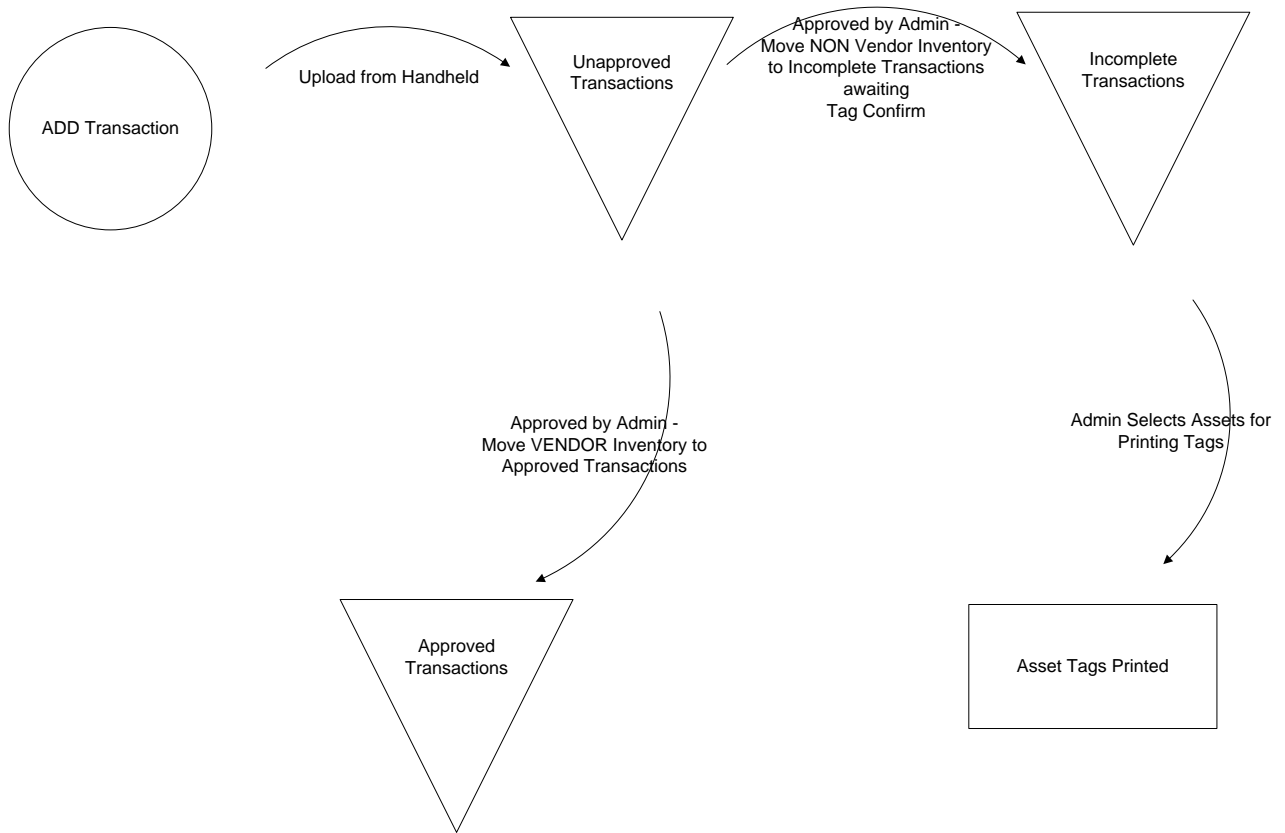 ADD Transaction
Upload from Handheld
Unapproved
Transactions
Approved by Admin -
Move NON Vendor Inventory
to Incomplete Transactions
awaiting
Tag Confirm
Incomplete
Transactions
Approved by Admin -
Move VENDOR Inventory to
Approved Transactions
Admin Selects Assets for
Printing Tags
Approved
Transactions
Asset Tags Printed